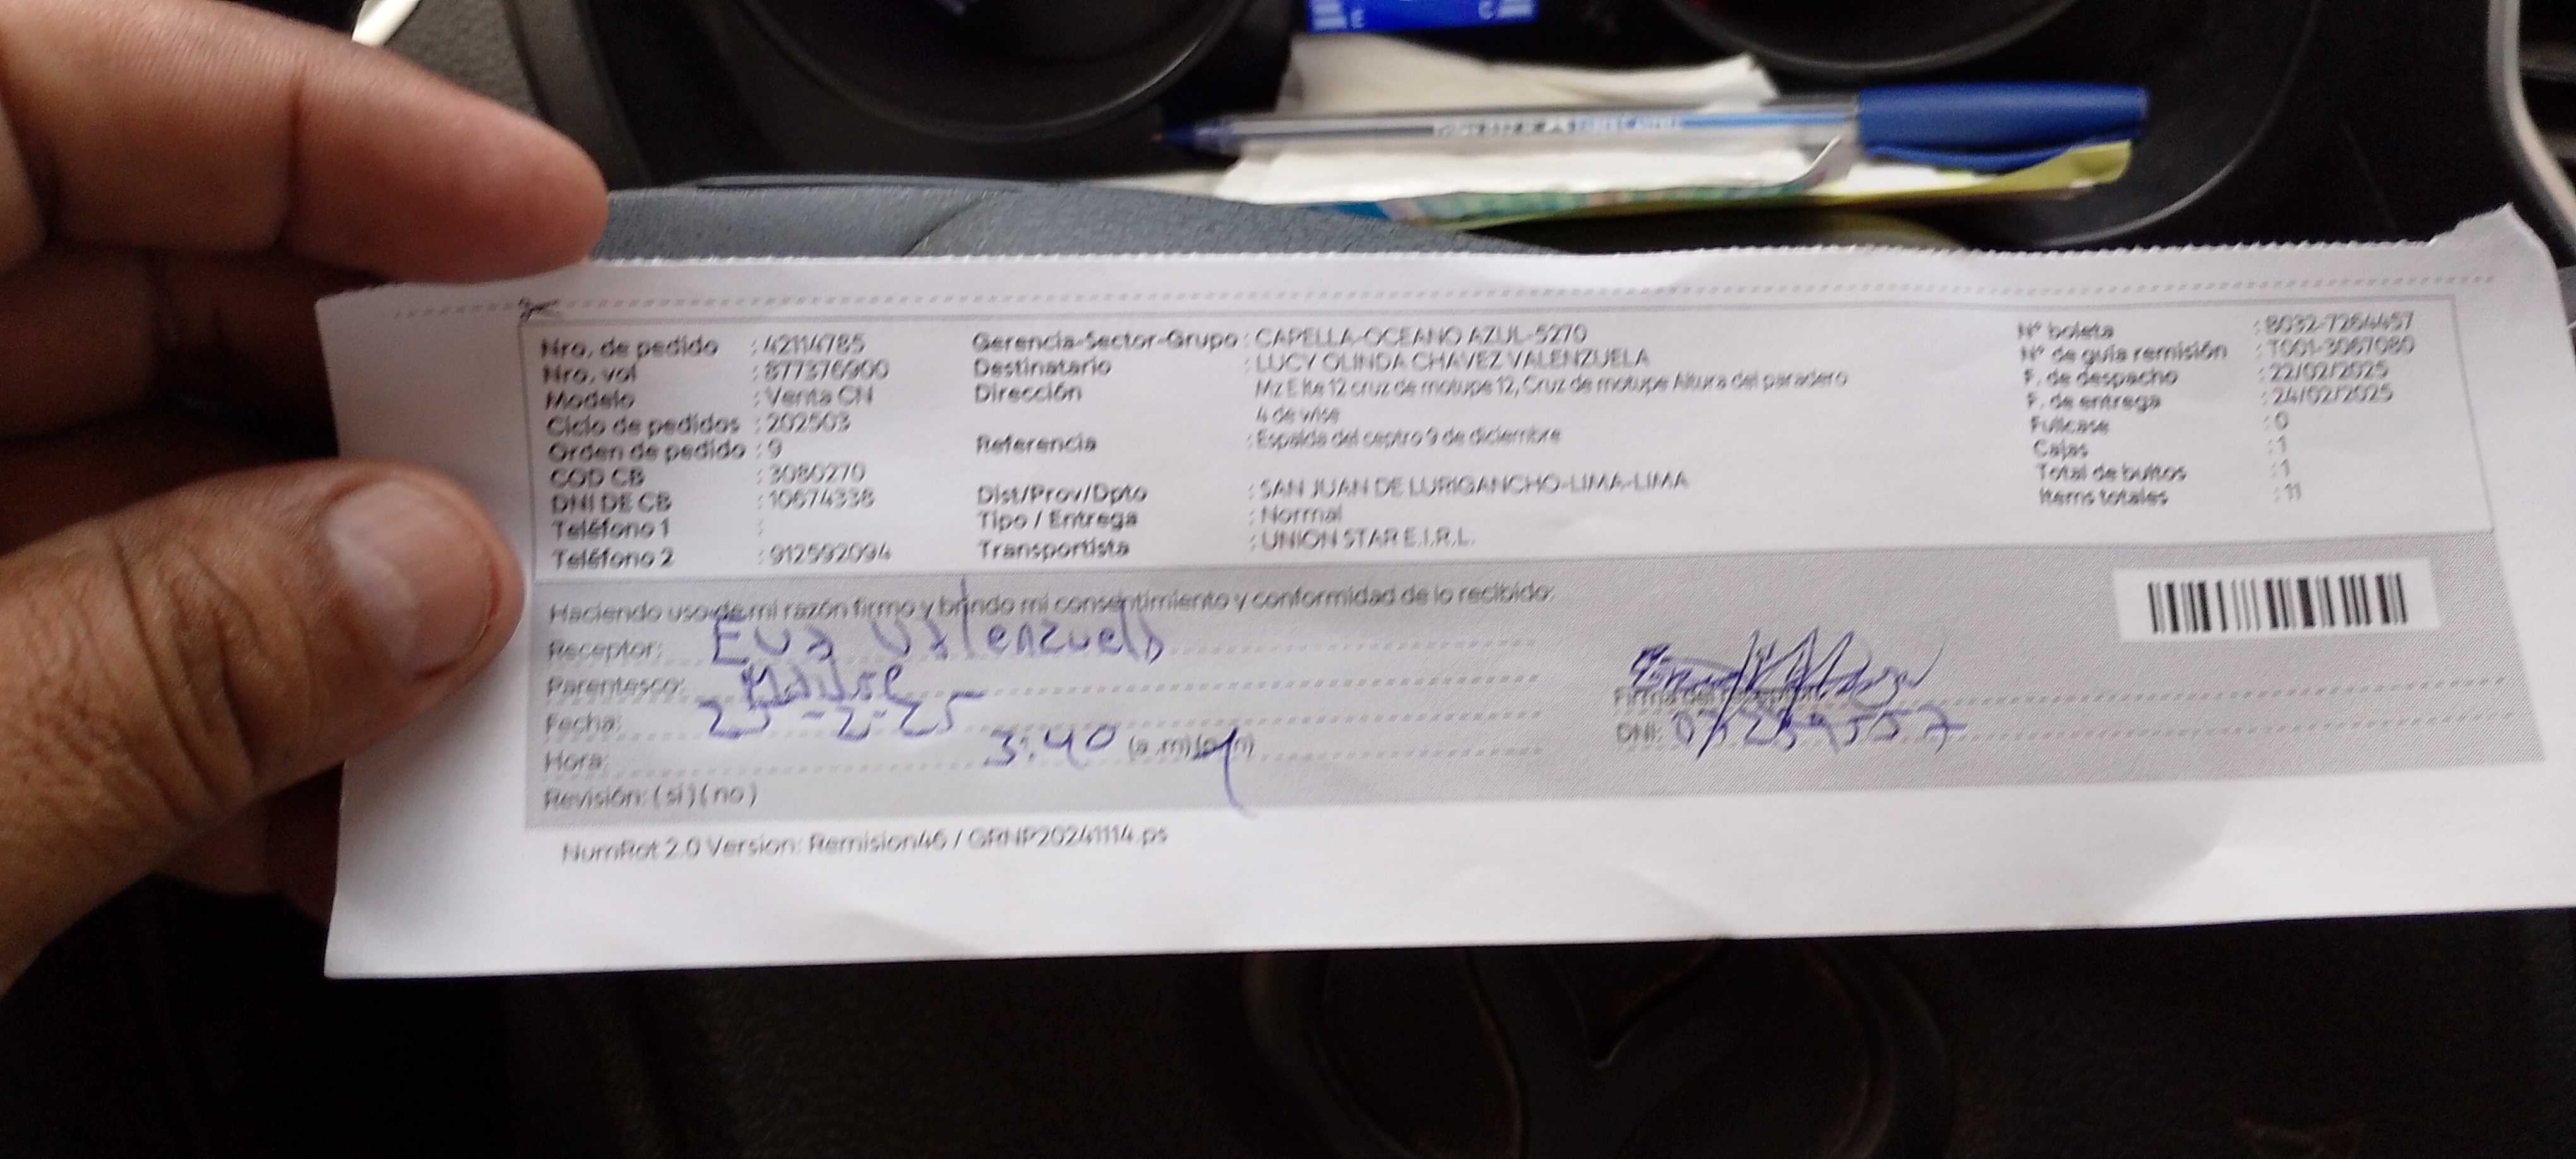 Nro. de pedido : 42114785
Nro. vol : 877376900
Modelo : Venta CN
Ciclo de pedidos : 202503
Orden de pedido : 9
COD CB : 3080270
DNI DE CB : 10674338
Teléfono 1 :
Teléfono 2 : 912592094
Gerencia-Sector-Grupo : CAPELLA-OCEANO AZUL-5270
Destinatario : LUCY OLINDA CHAVEZ VALENZUELA
Dirección Mz E lte 12 cruz de motupe 12, Cruz de motupe Altura del paradero
4 de wise
Referencia : Espalda del ceptro 9 de diciembre
Dist/Prov/Dpto : SAN JUAN DE LURIGANCHO-LIMA-LIMA
Tipo / Entrega : Normal
Transportista : UNION STAR E.I.R.L.
N° boleta : B032-7264457
N° de guía remisión : T001-3067080
F. de despacho : 22/02/2025
F. de entrega : 24/02/2025
Fullcase : 0
Cajas : 1
Total de bultos : 1
Items totales : 11
Haciendo uso de mi razón firmo y brindo mi consentimiento y conformidad de lo recibido:
Receptor: Eva Valenzuela
Parentesco: Madre
Fecha: 25-2-25
Hora: 3:40 (a.m)(p.m)
Revisión: (si) (no)
DNI:
NumRot 2.0 Version: Remision46 / GRNP20241114.ps